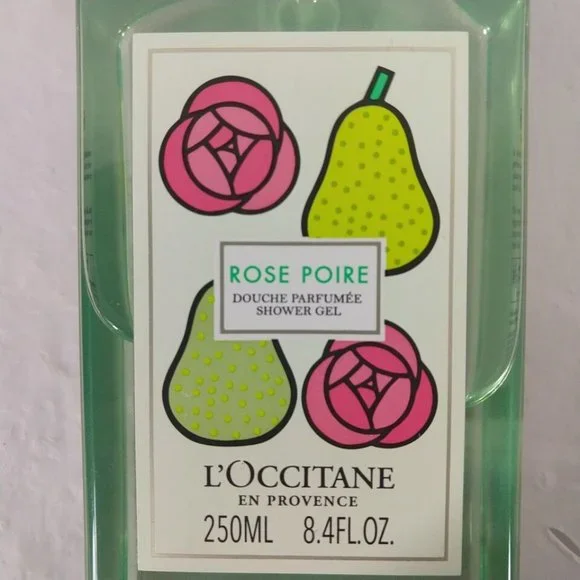 ROSE POIRE
DOUCHE PARFUMÉE
SHOWER GEL
L'OCCITANE
EN PROVENCE
250ML 8.4FL.OZ.